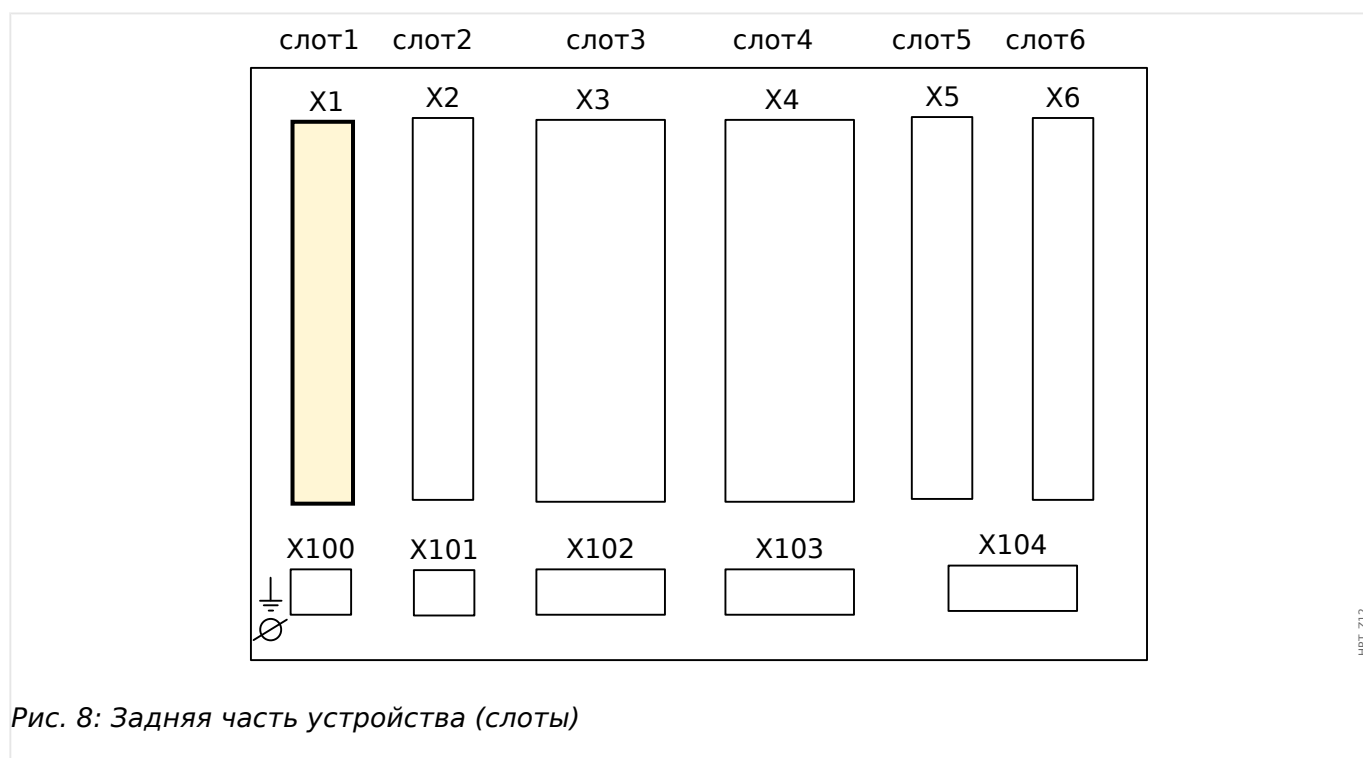 слот1 слот2 слот3 слот4 слот5 слот6
X1 X2 X3 X4 X5 X6
X100 X101 X102 X103 X104
Рис. 8: Задняя часть устройства (слоты)